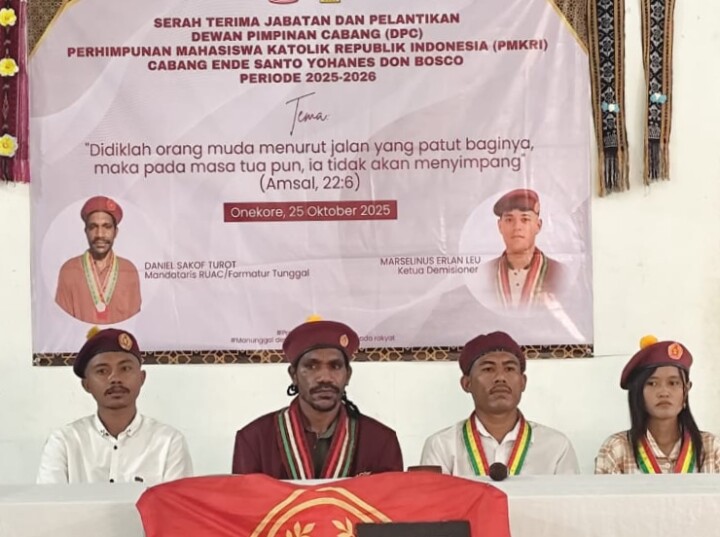 SERAH TERIMA JABATAN DAN PELANTIKAN
DEWAN PIMPINAN CABANG (DPC)
PERHIMPUNAN MAHASISWA KATOLIK REPUBLIK INDONESIA (PMKRI)
CABANG ENDE SANTO YOHANES DON BOSCO
PERIODE 2025-2026
Tema:
"Didiklah orang muda menurut jalan yang patut baginya,
maka pada masa tua pun, ia tidak akan menyimpang"
(Amsal, 22:6)
Onekore, 25 Oktober 2025
DANIEL SAKOF TUROT
Mandataris RUAC/Formatur Tunggal
MARSELINUS ERLAN LEU
Ketua Demisioner
rakyat